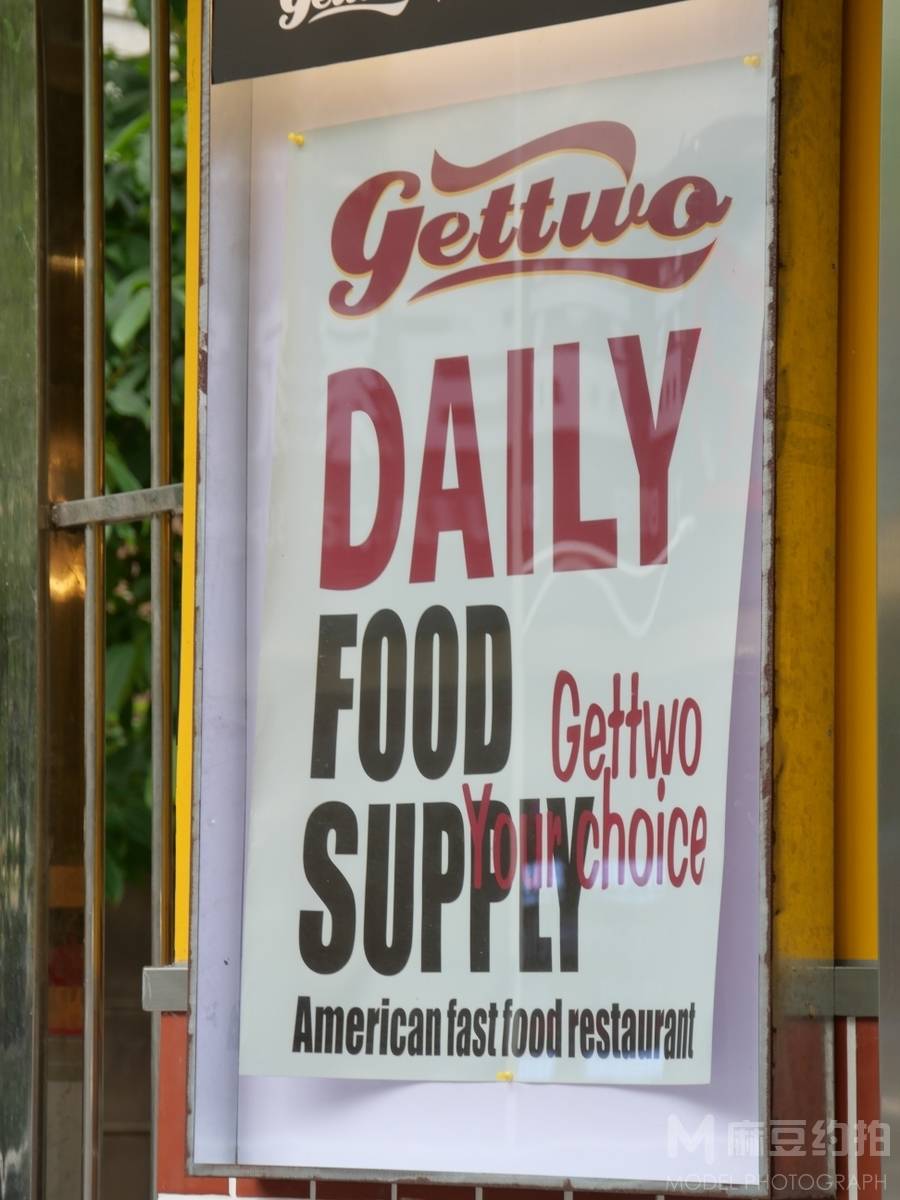 Gettwo
DAILY
FOOD
SUPPLY
Gettwo
Your choice
American fast food restaurant
M 麻豆约拍
MODEL PHOTOGRAPH